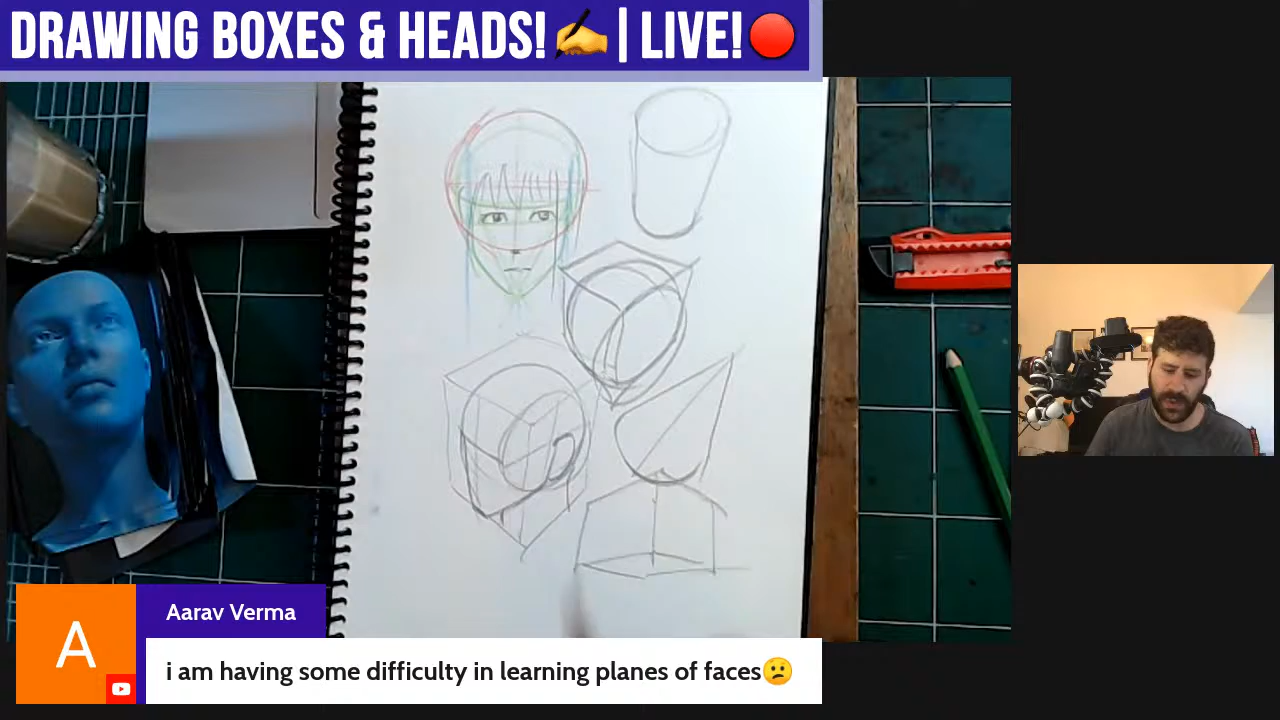 DRAWING BOXES & HEADS!✍️ | LIVE!🔴
A
Aarav Verma
i am having some difficulty in learning planes of faces😕